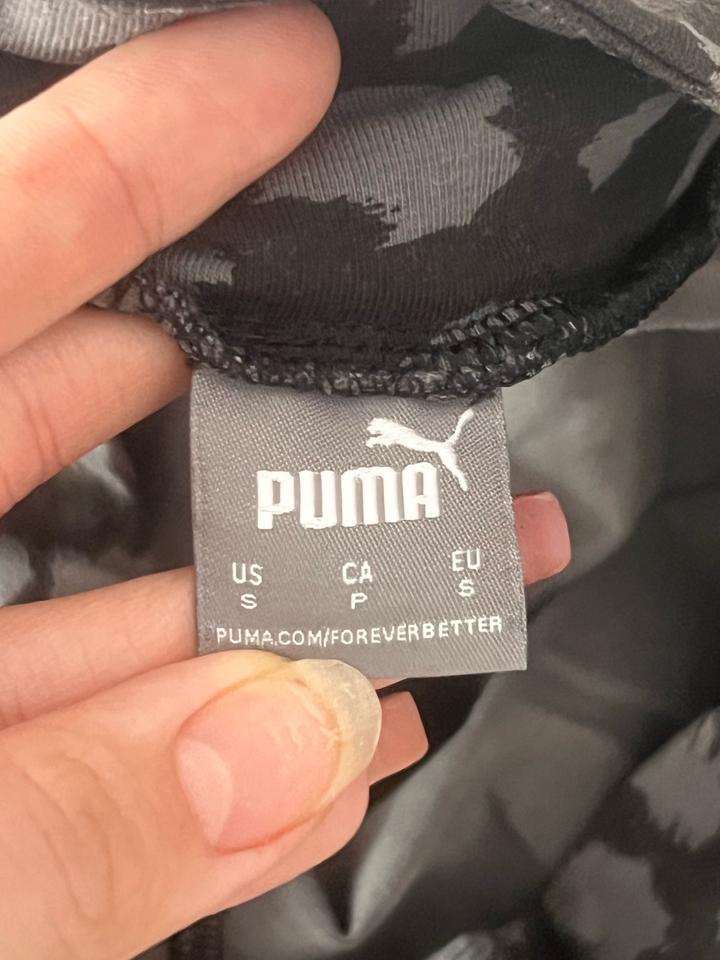 PUMA
US CA EU
S P S
PUMA.COM/FOREVERBETTER